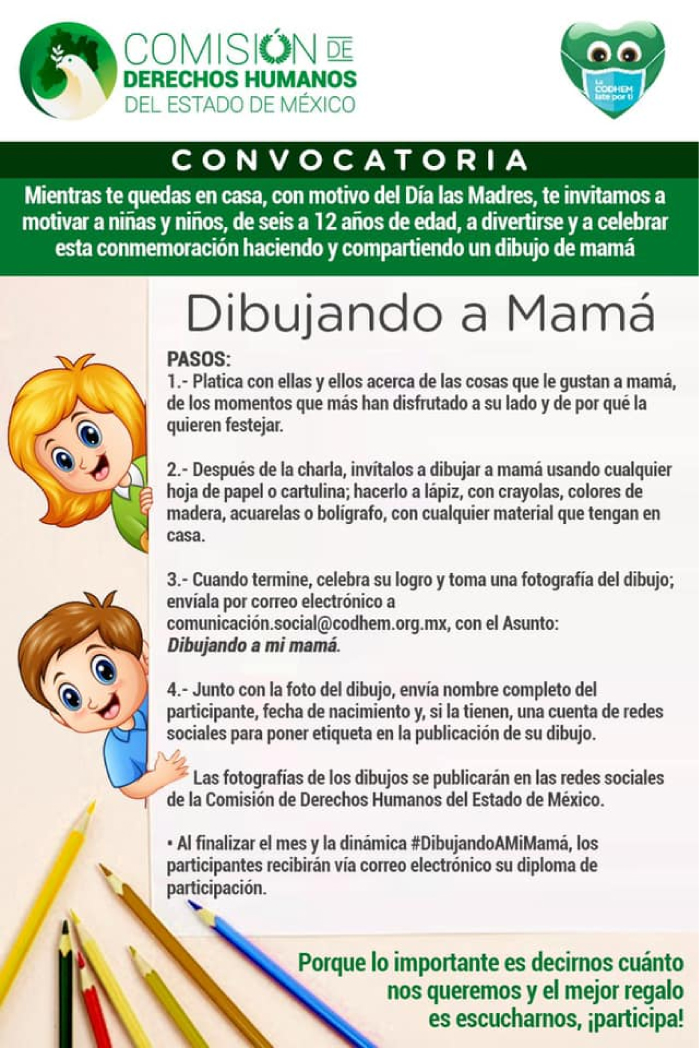 COMISIÓN DE
DERECHOS HUMANOS
DEL ESTADO DE MÉXICO
La
CODHEM
late por ti
CONVOCATORIA
Mientras te quedas en casa, con motivo del Día las Madres, te invitamos a
motivar a niñas y niños, de seis a 12 años de edad, a divertirse y a celebrar
esta conmemoración haciendo y compartiendo un dibujo de mamá
Dibujando a Mamá
PASOS:
1.- Platica con ellas y ellos acerca de las cosas que le gustan a mamá,
de los momentos que más han disfrutado a su lado y de por qué la
quieren festejar.
2.- Después de la charla, invítalos a dibujar a mamá usando cualquier
hoja de papel o cartulina; hacerlo a lápiz, con crayolas, colores de
madera, acuarelas o bolígrafo, con cualquier material que tengan en
casa.
3.- Cuando termine, celebra su logro y toma una fotografía del dibujo;
envíala por correo electrónico a
comunicación.social@codhem.org.mx, con el Asunto:
Dibujando a mi mamá.
4.- Junto con la foto del dibujo, envía nombre completo del
participante, fecha de nacimiento y, si la tienen, una cuenta de redes
sociales para poner etiqueta en la publicación de su dibujo.
Las fotografías de los dibujos se publicarán en las redes sociales
de la Comisión de Derechos Humanos del Estado de México.
• Al finalizar el mes y la dinámica #DibujandoAMiMamá, los
participantes recibirán vía correo electrónico su diploma de
participación.
Porque lo importante es decirnos cuánto
nos queremos y el mejor regalo
es escucharnos, ¡participa!